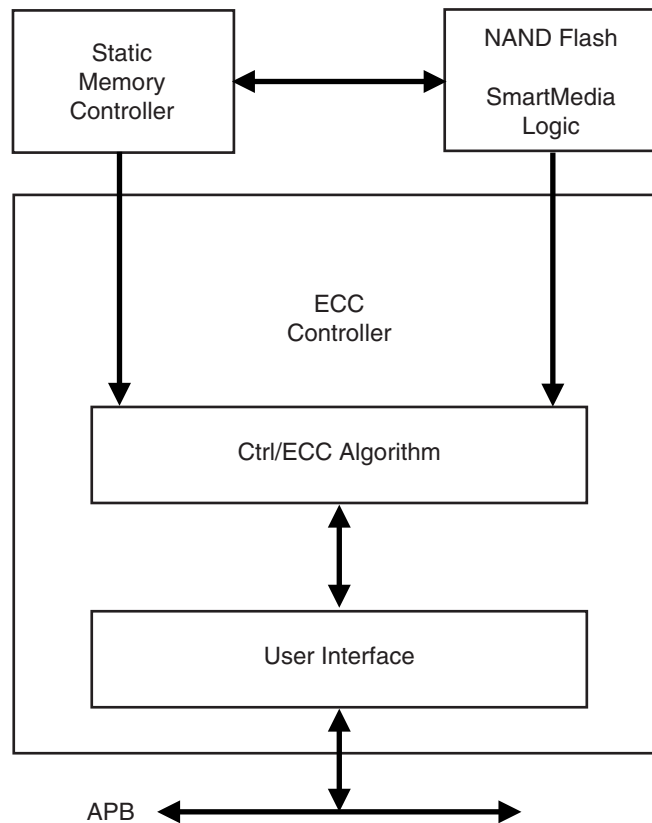 Static
Memory
Controller
NAND Flash
SmartMedia
Logic
ECC
Controller
Ctrl/ECC Algorithm
User Interface
APB